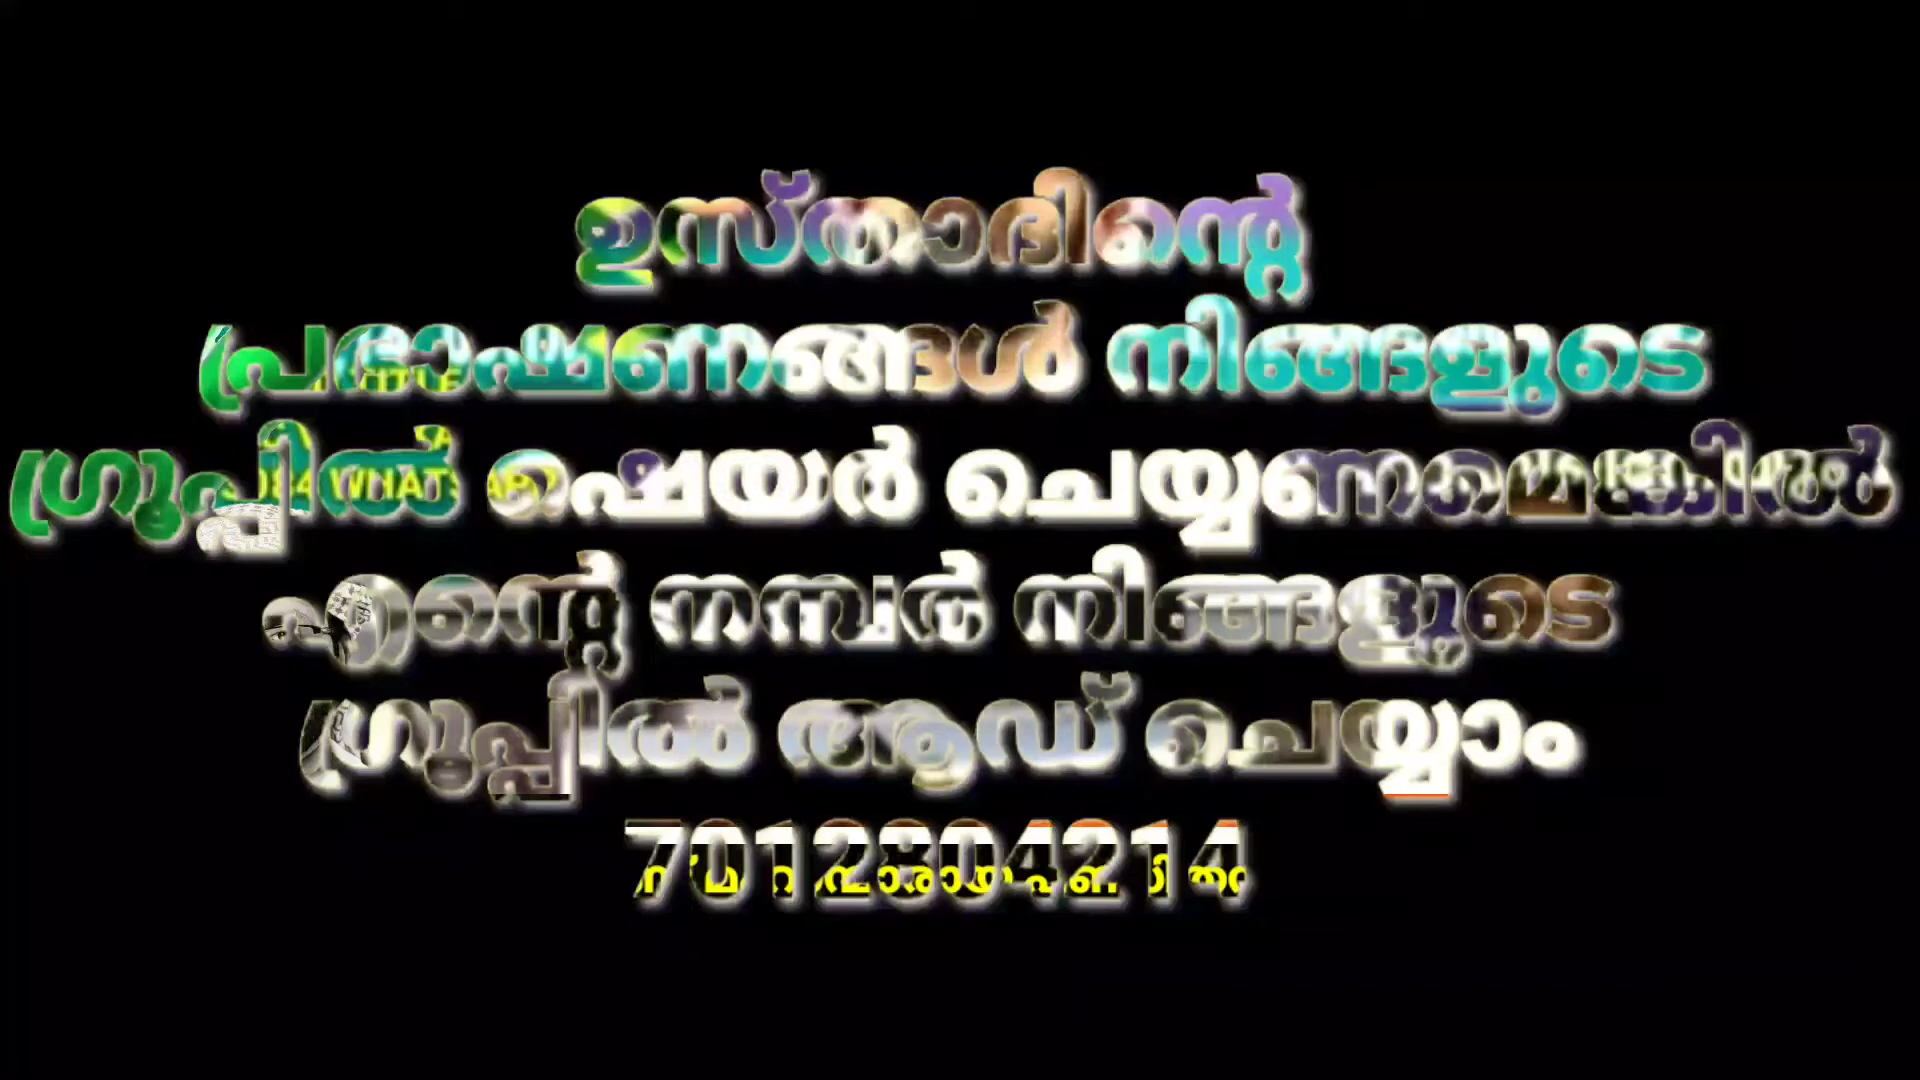 ഉസ്താദിന്റെ
പ്രഭാഷണങ്ങൾ നിങ്ങളുടെ
ഗ്രൂപ്പിൽ ഷെയർ ചെയ്യണമെങ്കിൽ
എന്റെ നമ്പർ നിങ്ങളുടെ
ഗ്രൂപ്പിൽ ആഡ് ചെയ്യാം
7012804214